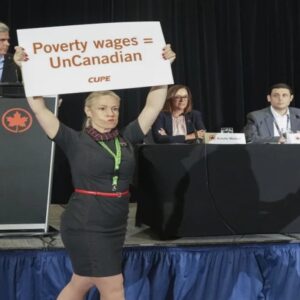 Poverty wages =
UnCanadian
CUPE